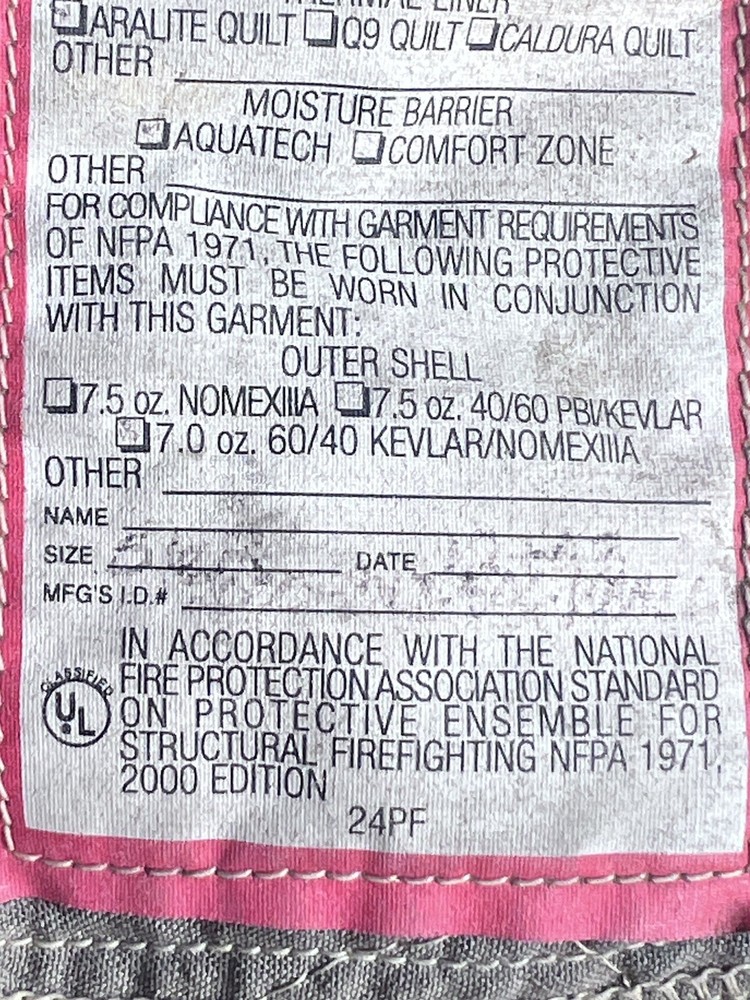 THERMAL LINER
ARALITE QUILT Q9 QUILT CALDURA QUILT
OTHER
MOISTURE BARRIER
AQUATECH COMFORT ZONE
OTHER
FOR COMPLIANCE WITH GARMENT REQUIREMENTS
OF NFPA 1971, THE FOLLOWING PROTECTIVE
ITEMS MUST BE WORN IN CONJUNCTION
WITH THIS GARMENT:
OUTER SHELL
7.5 oz. NOMEXIIIA 7.5 oz. 40/60 PBI/KEVLAR
7.0 oz. 60/40 KEVLAR/NOMEXIIIA
OTHER
NAME
SIZE DATE
MFG'S I.D.#
IN ACCORDANCE WITH THE NATIONAL
FIRE PROTECTION ASSOCIATION STANDARD
ON PROTECTIVE ENSEMBLE FOR
STRUCTURAL FIREFIGHTING NFPA 1971,
2000 EDITION
CLASSIFIED
UL
24PF